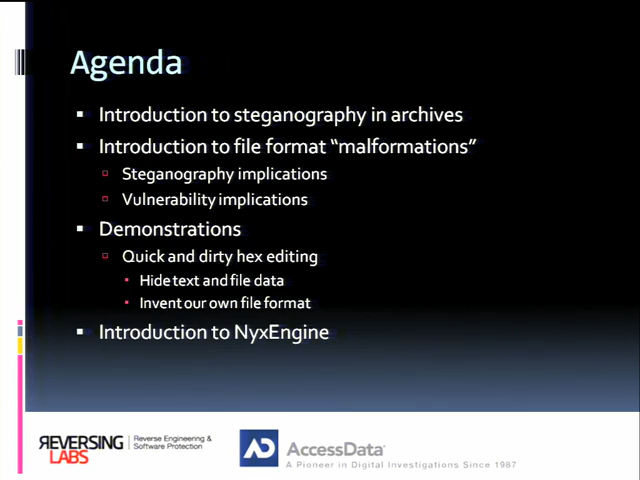 Agenda
Introduction to steganography in archives
Introduction to file format “malformations”
Steganography implications
Vulnerability implications
Demonstrations
Quick and dirty hex editing
Hide text and file data
Invent our own file format
Introduction to NyxEngine
REVERSING
LABS
Reverse Engineering &
Software Protection
AD
AccessData
A Pioneer in Digital Investigations Since 1987